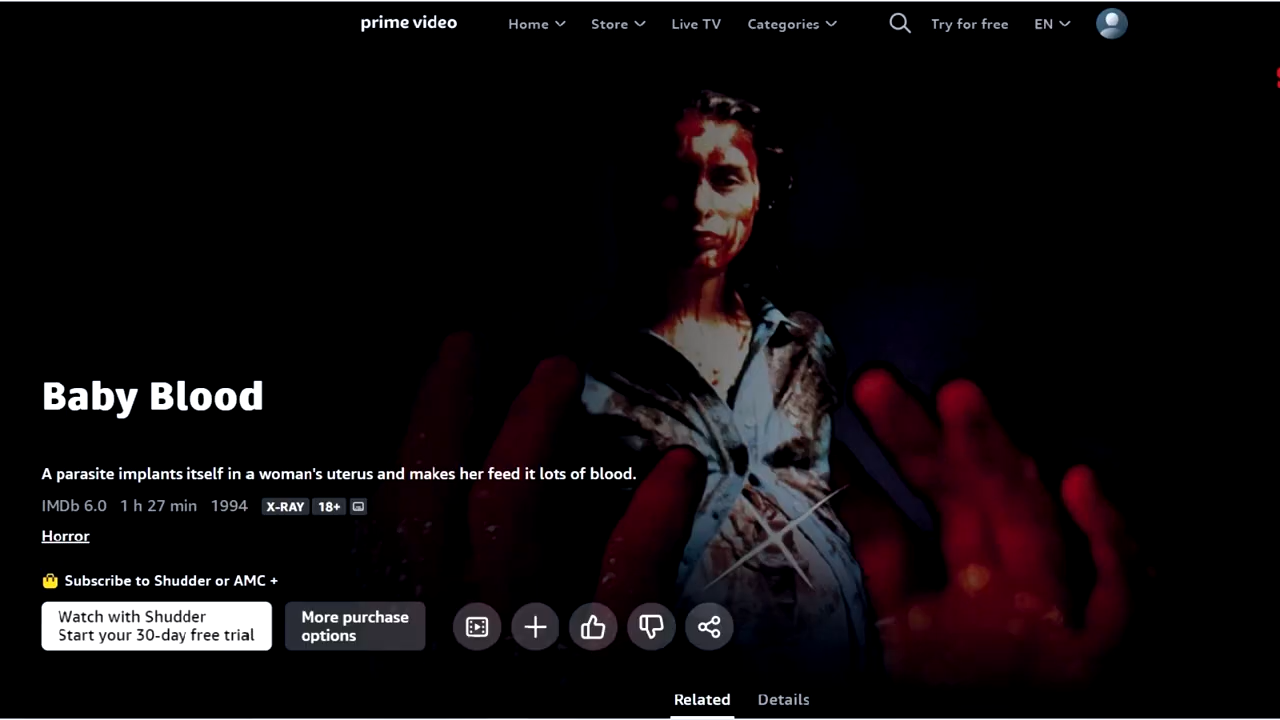 prime video Home Store Live TV Categories Try for free EN
Baby Blood
A parasite implants itself in a woman's uterus and makes her feed it lots of blood.
IMDb 6.0 1 h 27 min 1994 X-RAY 18+
Horror
Subscribe to Shudder or AMC +
Watch with Shudder
Start your 30-day free trial
More purchase
options
Related Details